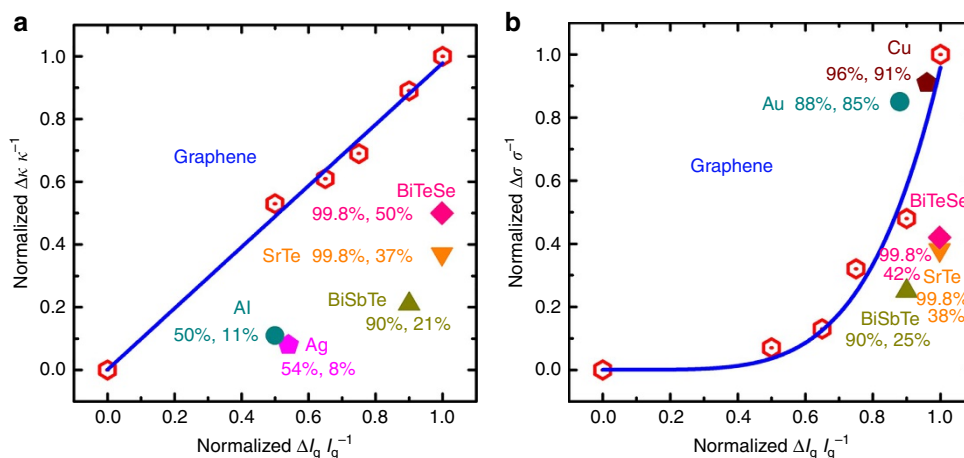 a
Normalized Δκ κ⁻¹
1.0
0.8
0.6
0.4
0.2
0.0
Graphene
BiTeSe
99.8%, 50%
SrTe 99.8%, 37%
BiSbTe
90%, 21%
Al
50%, 11%
Ag
54%, 8%
0.0 0.2 0.4 0.6 0.8 1.0
Normalized ΔIg Ig⁻¹
b
Normalized Δσ σ⁻¹
1.0
0.8
0.6
0.4
0.2
0.0
Cu
96%, 91%
Au 88%, 85%
Graphene
BiTeSe
99.8%
42%
SrTe
99.8%
38%
BiSbTe
90%, 25%
0.0 0.2 0.4 0.6 0.8 1.0
Normalized ΔIg Ig⁻¹